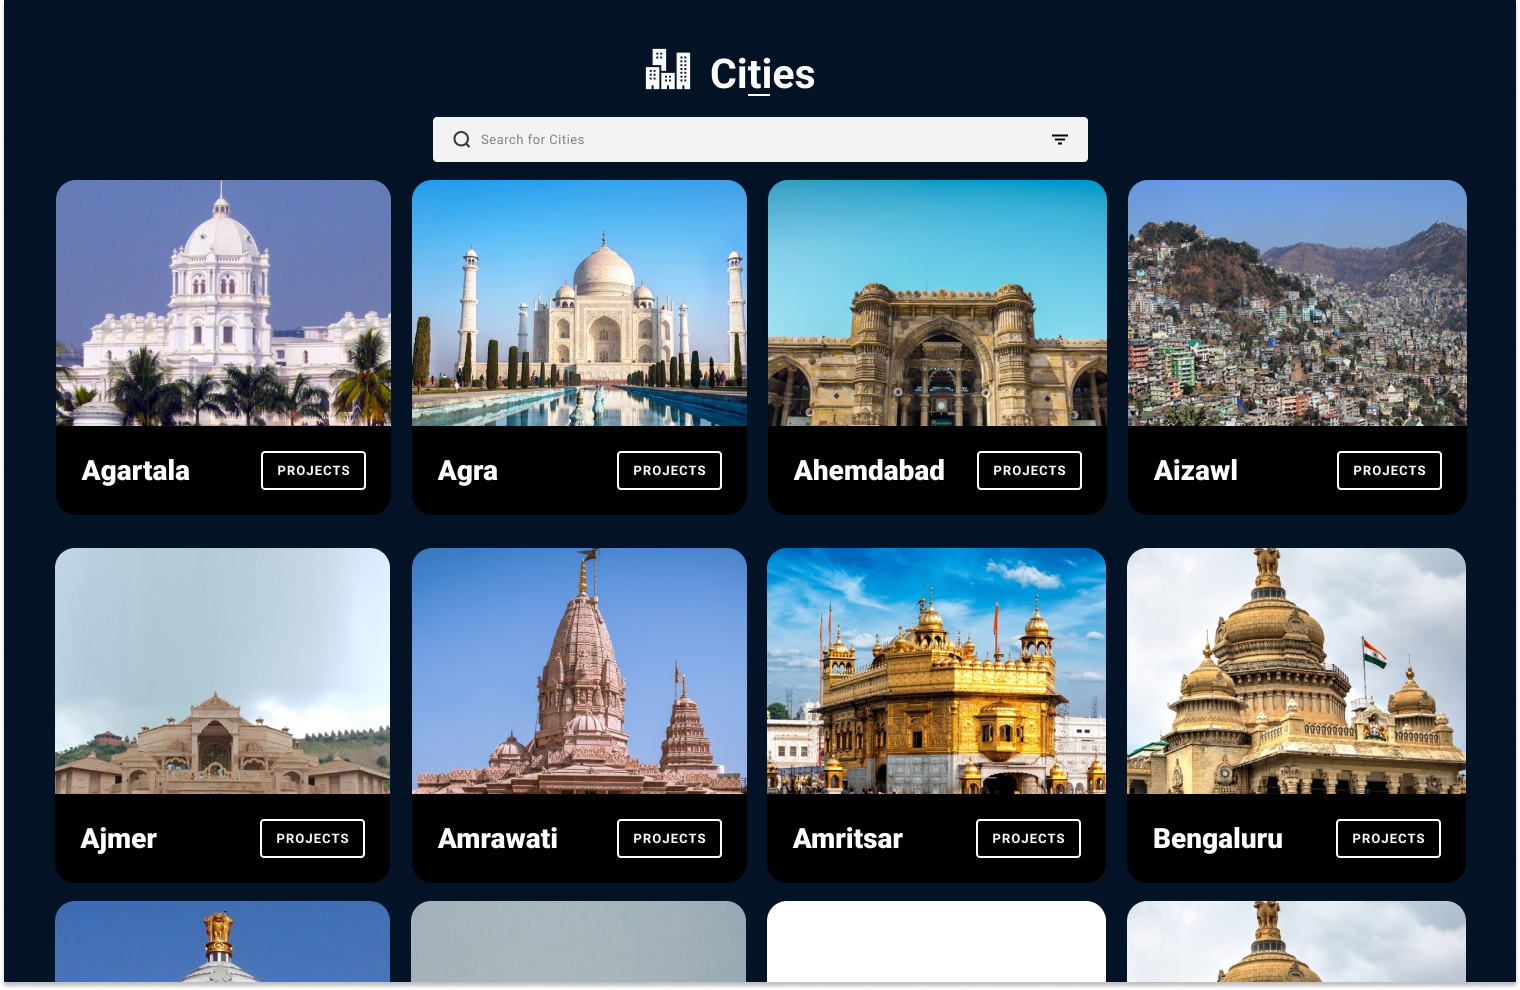 Cities
Search for Cities
Agartala
PROJECTS
Agra
PROJECTS
Ahemdabad
PROJECTS
Aizawl
PROJECTS
Ajmer
PROJECTS
Amrawati
PROJECTS
Amritsar
PROJECTS
Bengaluru
PROJECTS